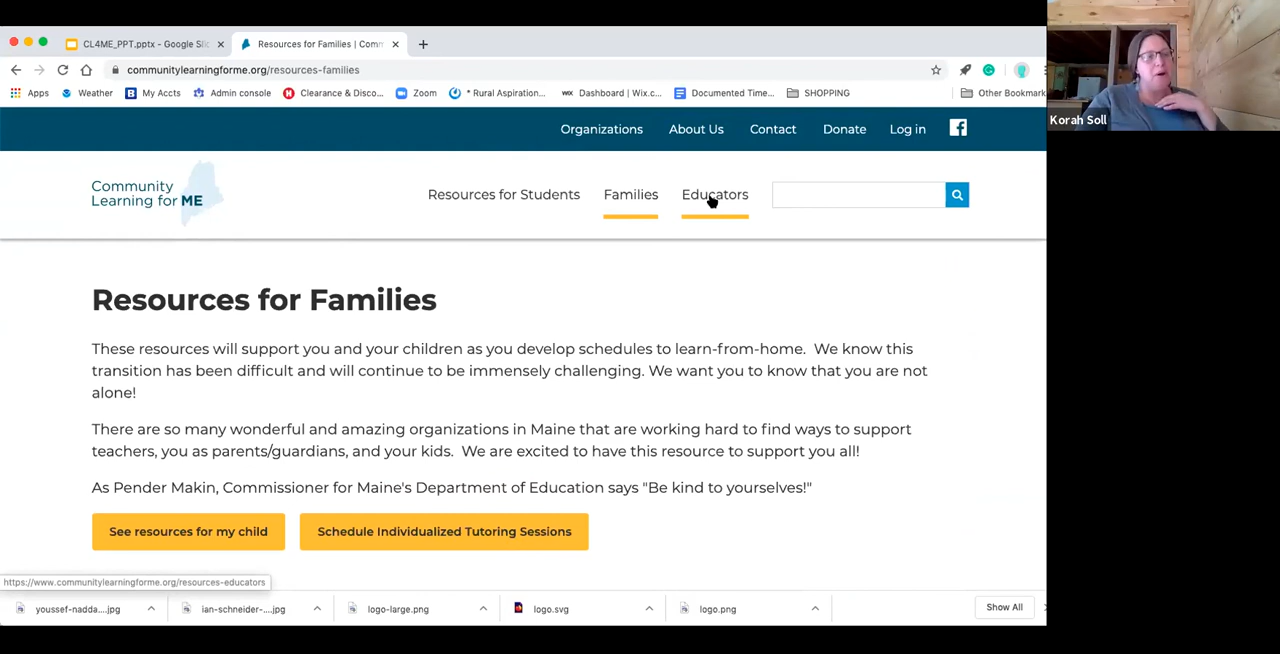 CL4ME_PPT.pptx - Google Slic
Resources for Families | Comm
communitylearningforme.org/resources-families
Apps
Weather
My Accts
Admin console
Clearance & Disco...
Zoom
* Rural Aspiration...
Dashboard | Wix.c...
Documented Time...
SHOPPING
Other Bookmark
Korah Soll
Organizations
About Us
Contact
Donate
Log in
Community
Learning for ME
Resources for Students
Families
Educators
Resources for Families
These resources will support you and your children as you develop schedules to learn-from-home. We know this
transition has been difficult and will continue to be immensely challenging. We want you to know that you are not
alone!
There are so many wonderful and amazing organizations in Maine that are working hard to find ways to support
teachers, you as parents/guardians, and your kids. We are excited to have this resource to support you all!
As Pender Makin, Commissioner for Maine's Department of Education says "Be kind to yourselves!"
See resources for my child
Schedule Individualized Tutoring Sessions
https://www.communitylearningforme.org/resources-educators
youssef-nadda....jpg
ian-schneider-....jpg
logo-large.png
logo.svg
logo.png
Show All